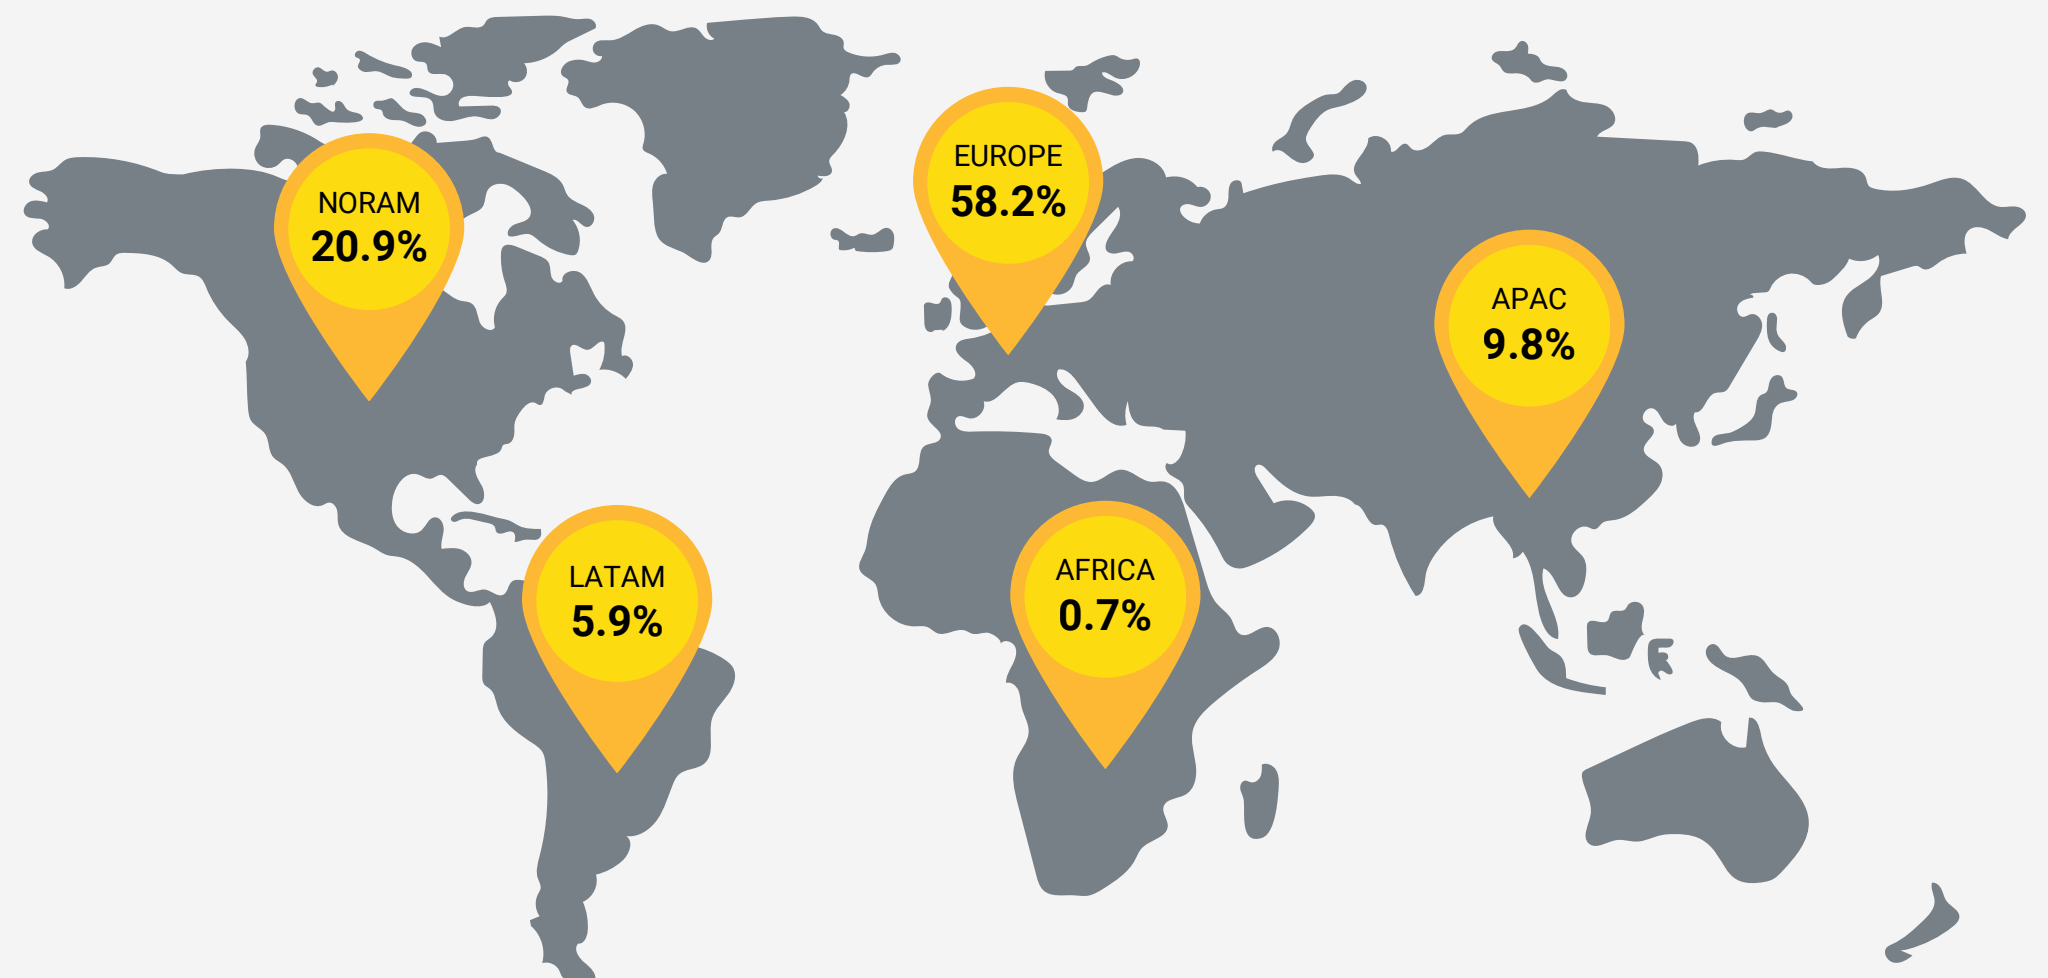 EUROPE
58.2%
NORAM
20.9%
APAC
9.8%
LATAM
5.9%
AFRICA
0.7%